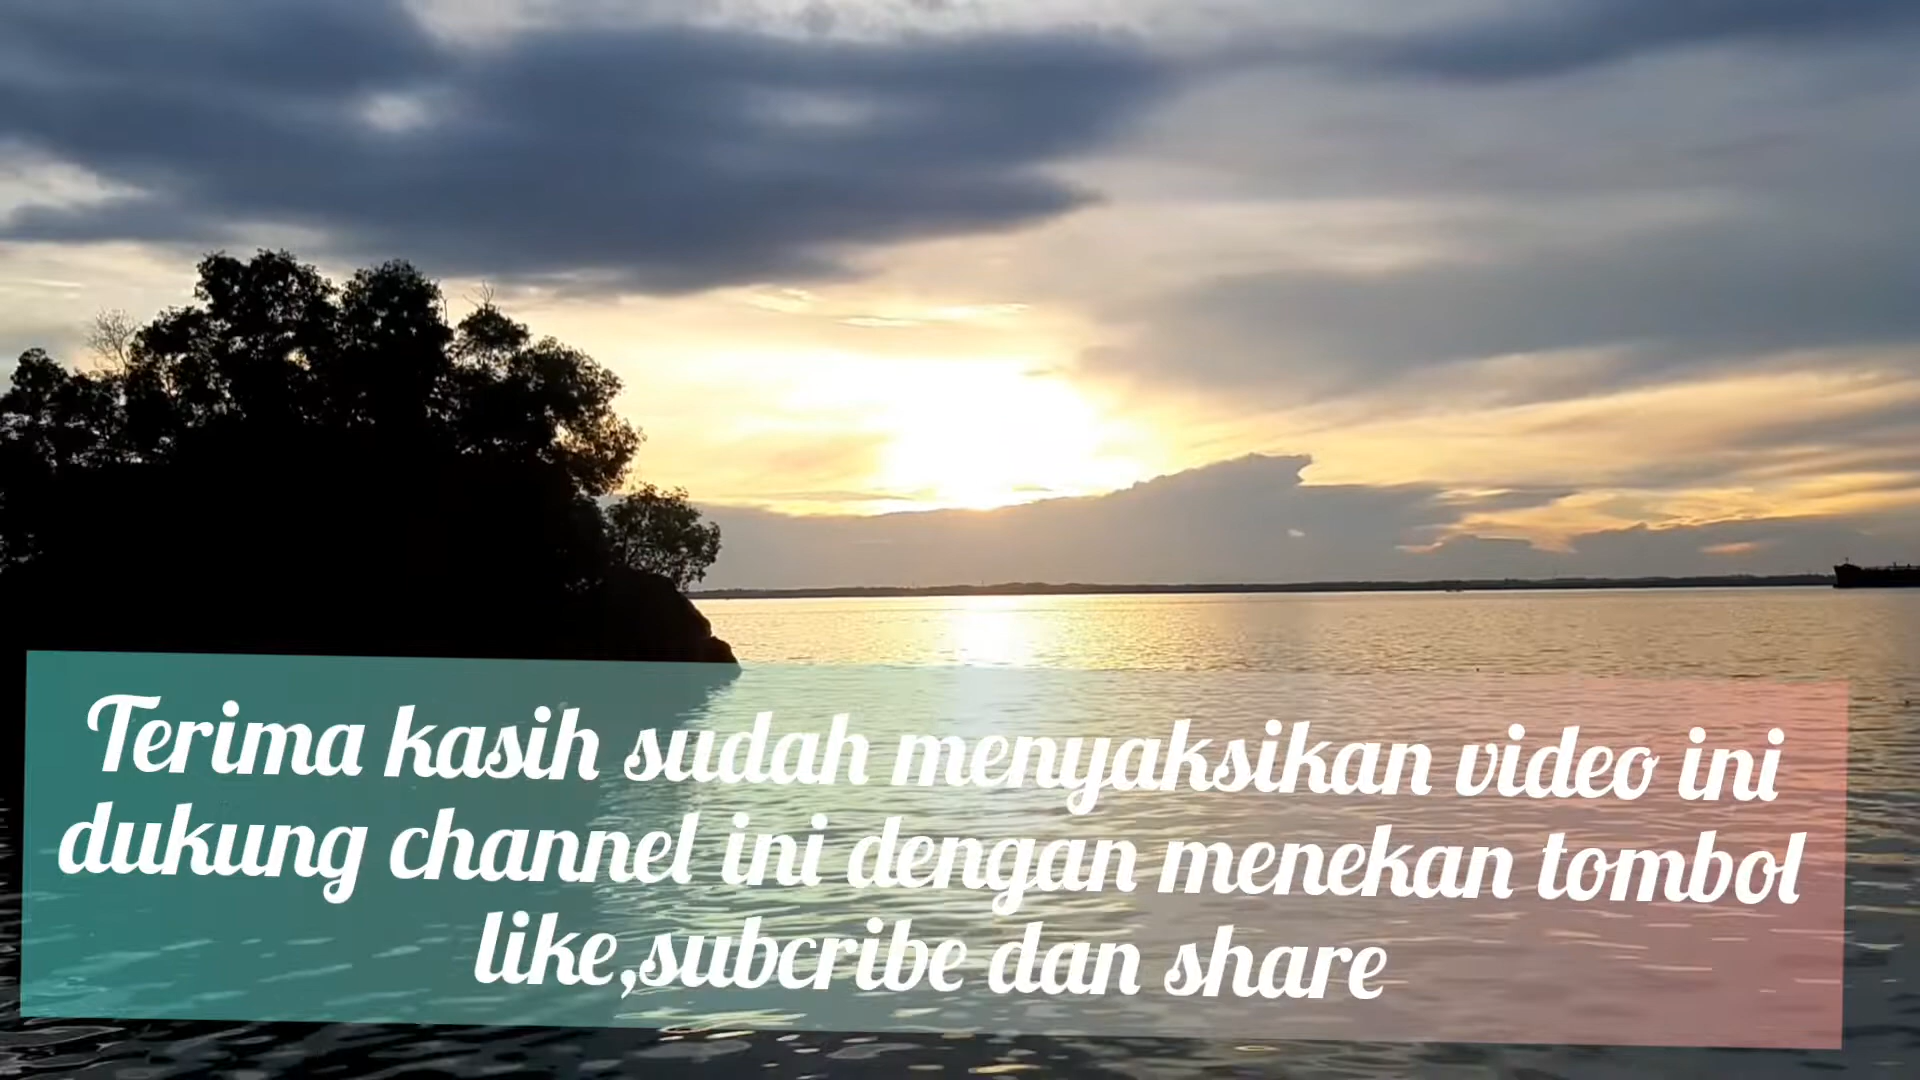 Terima kasih sudah menyaksikan video ini
dukung channel ini dengan menekan tombol
like,subcribe dan share